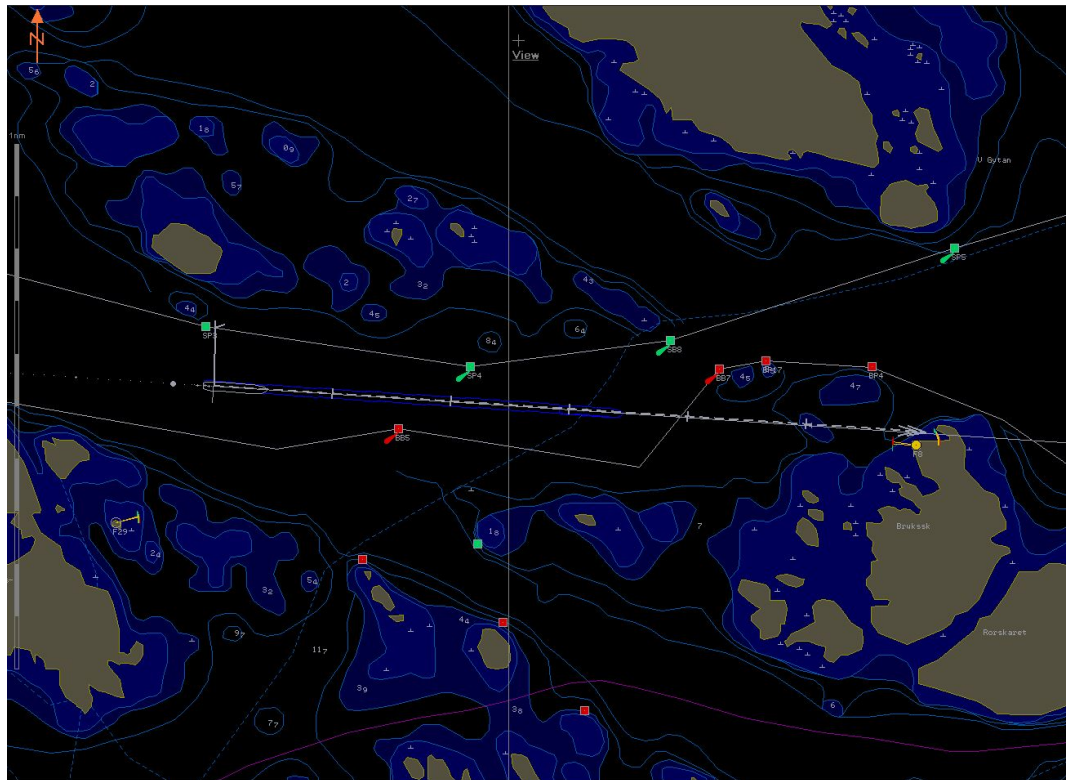 N
View
5₆
2
1nm
1₈
0₉
U Gytan
5₇
2₇
SP5
2
3₂
4₃
4₄
4₅
6₄
SP3
8₄
SB8
SP4
BB7
4₅
BP4
4₇
BB5
F8
F29
1₈
7
Brukssk
2₄
5₄
3₂
4₄
9₇
Rorskaret
11₇
3₉
3₈
6
7₇